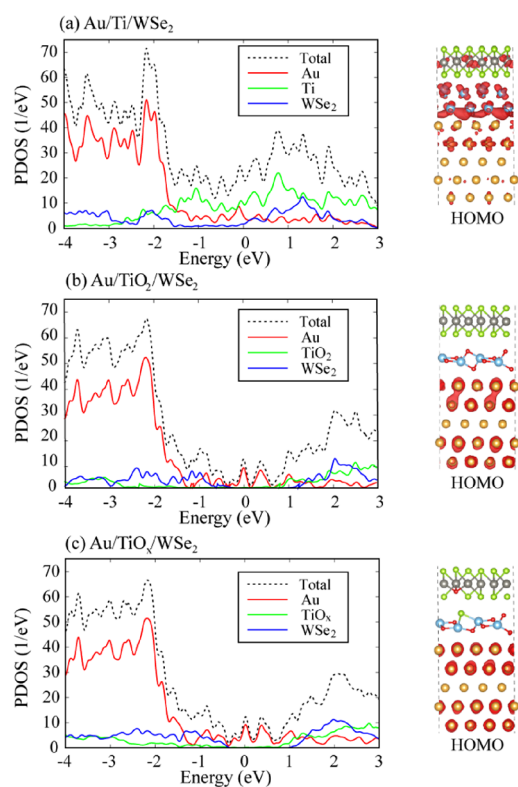 (a) Au/Ti/WSe₂
PDOS (1/eV)
70
60
50
40
30
20
10
0
Total
Au
Ti
WSe₂
-4 -3 -2 -1 0 1 2 3
Energy (eV)
HOMO
(b) Au/TiO₂/WSe₂
PDOS (1/eV)
70
60
50
40
30
20
10
0
Total
Au
TiO₂
WSe₂
-4 -3 -2 -1 0 1 2 3
Energy (eV)
HOMO
(c) Au/TiOₓ/WSe₂
PDOS (1/eV)
70
60
50
40
30
20
10
0
Total
Au
TiOₓ
WSe₂
-4 -3 -2 -1 0 1 2 3
Energy (eV)
HOMO